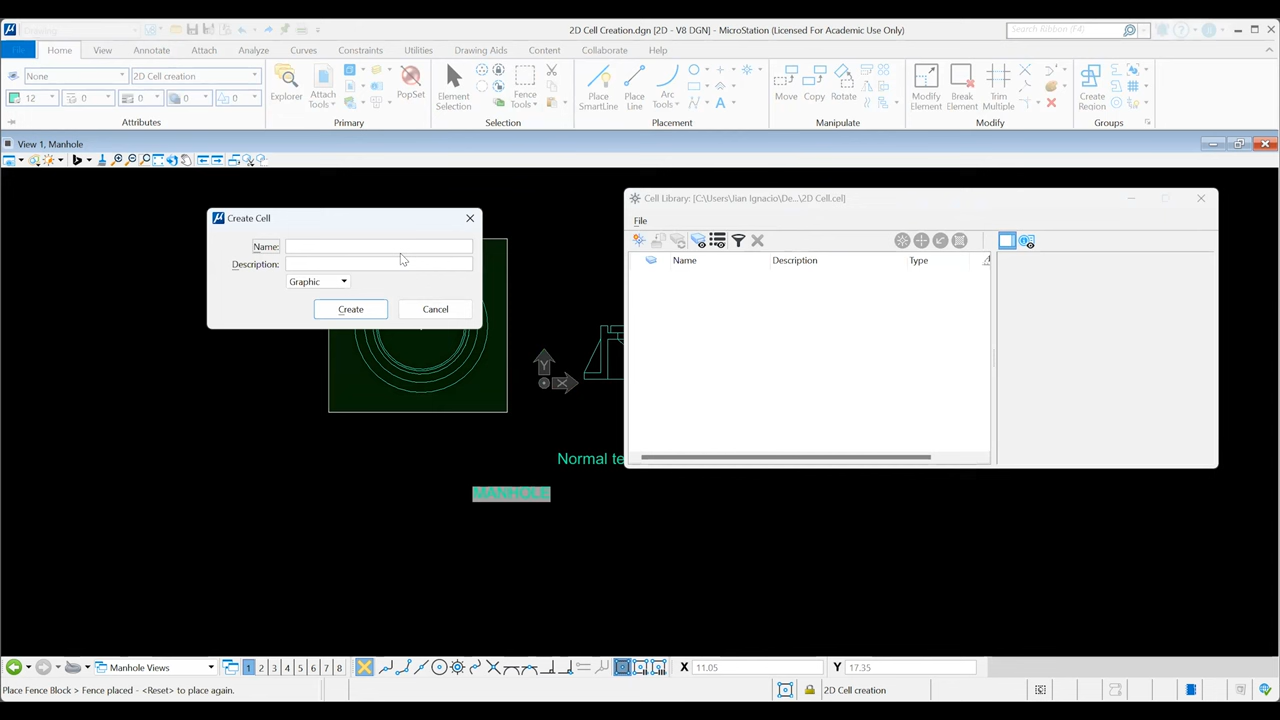 2D Cell Creation.dgn [2D - V8 DGN] - MicroStation (Licensed For Academic Use Only)
Search Ribbon (F4)
File Home View Annotate Attach Analyze Curves Constraints Utilities Drawing Aids Content Collaborate Help
None 2D Cell creation
12 0 0 0 0
Explorer Attach Tools PopSet Element Selection Fence Tools Place SmartLine Place Line Arc Tools Move Copy Rotate Modify Element Break Element Trim Multiple Create Region
Attributes Primary Selection Placement Manipulate Modify Groups
View 1, Manhole
Create Cell
Name:
Description:
Graphic
Create Cancel
Cell Library: [C:\Users\Jian Ignacio\De...\2D Cell.cel]
File
Name Description Type
Y
X
Normal te
MANHOLE
Manhole Views 1 2 3 4 5 6 7 8 X 11.05 Y 17.35
Place Fence Block > Fence placed - <Reset> to place again. 2D Cell creation